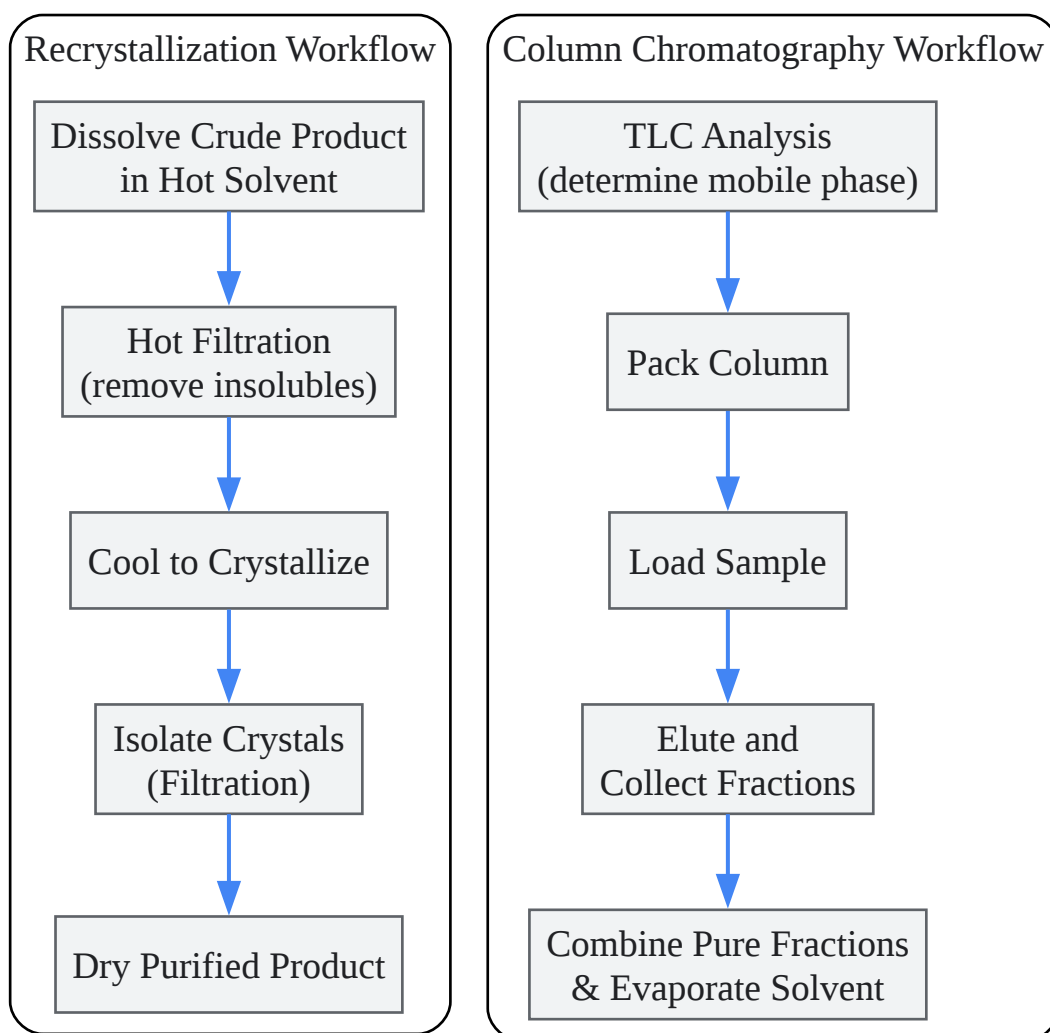 Recrystallization Workflow
Dissolve Crude Product
in Hot Solvent
Hot Filtration
(remove insolubles)
Cool to Crystallize
Isolate Crystals
(Filtration)
Dry Purified Product
Column Chromatography Workflow
TLC Analysis
(determine mobile phase)
Pack Column
Load Sample
Elute and
Collect Fractions
Combine Pure Fractions
& Evaporate Solvent